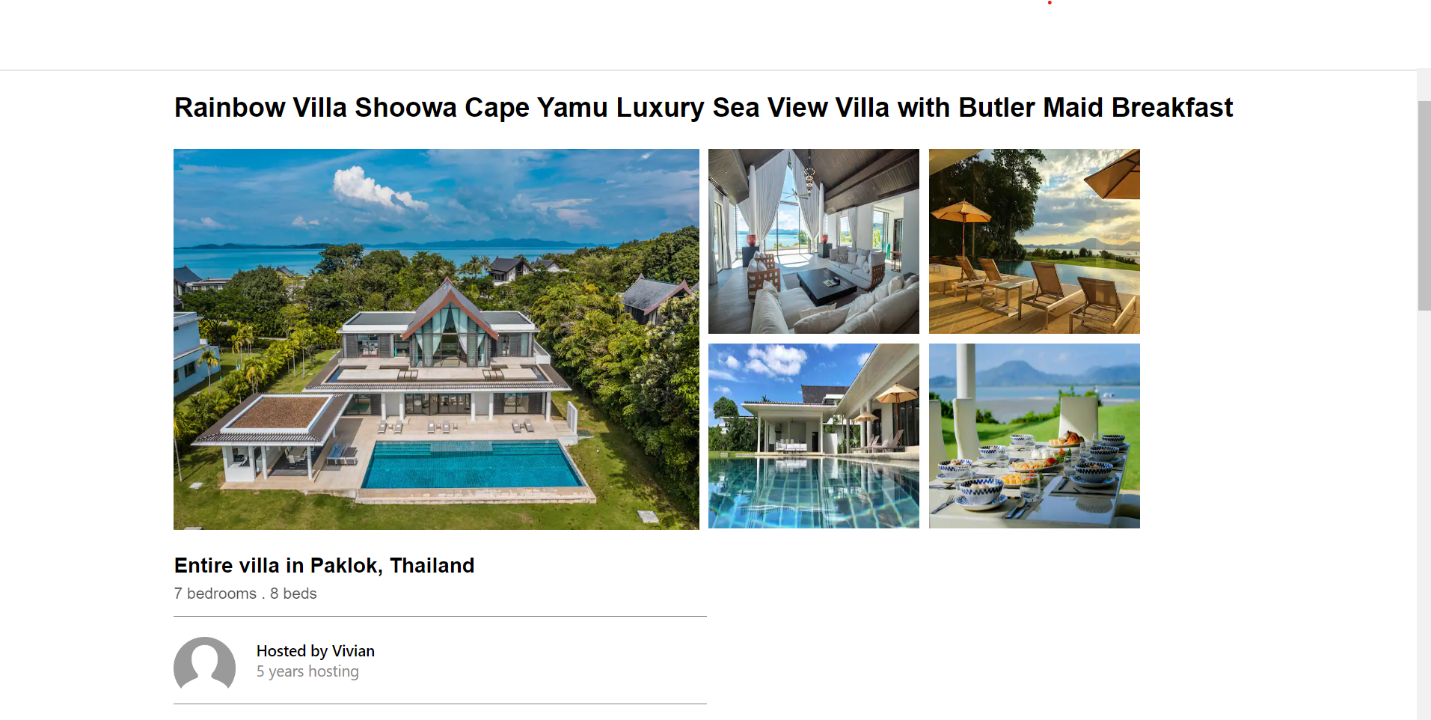 Rainbow Villa Shoowa Cape Yamu Luxury Sea View Villa with Butler Maid Breakfast
Entire villa in Paklok, Thailand
7 bedrooms . 8 beds
Hosted by Vivian
5 years hosting